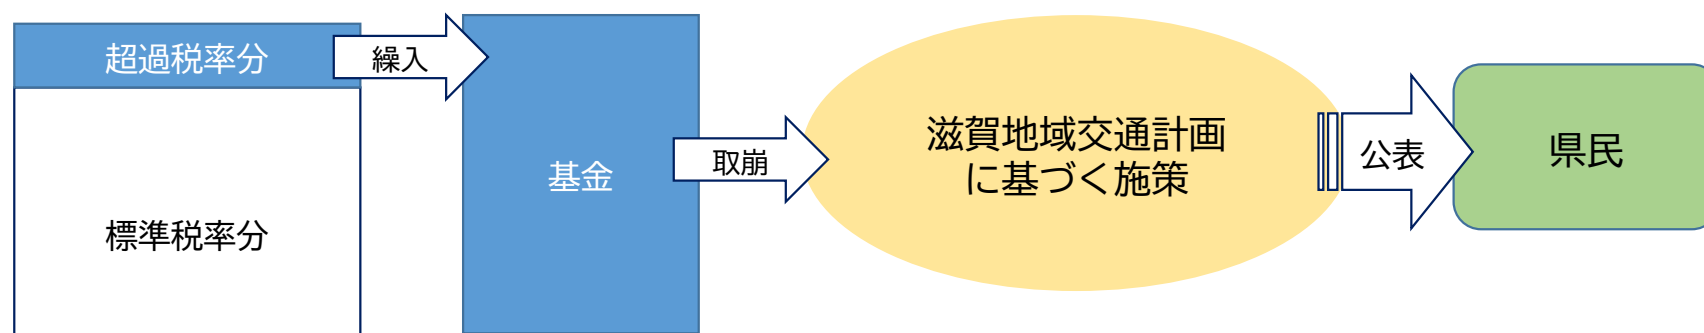 超過税率分
繰入
標準税率分
基金
取崩
滋賀地域交通計画
に基づく施策
公表
県民